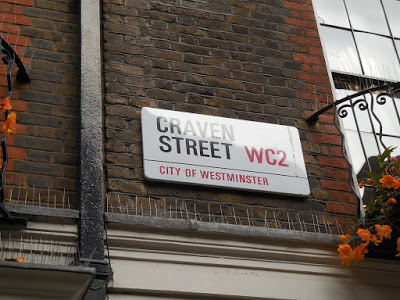 CRAVEN
STREET WC2
CITY OF WESTMINSTER